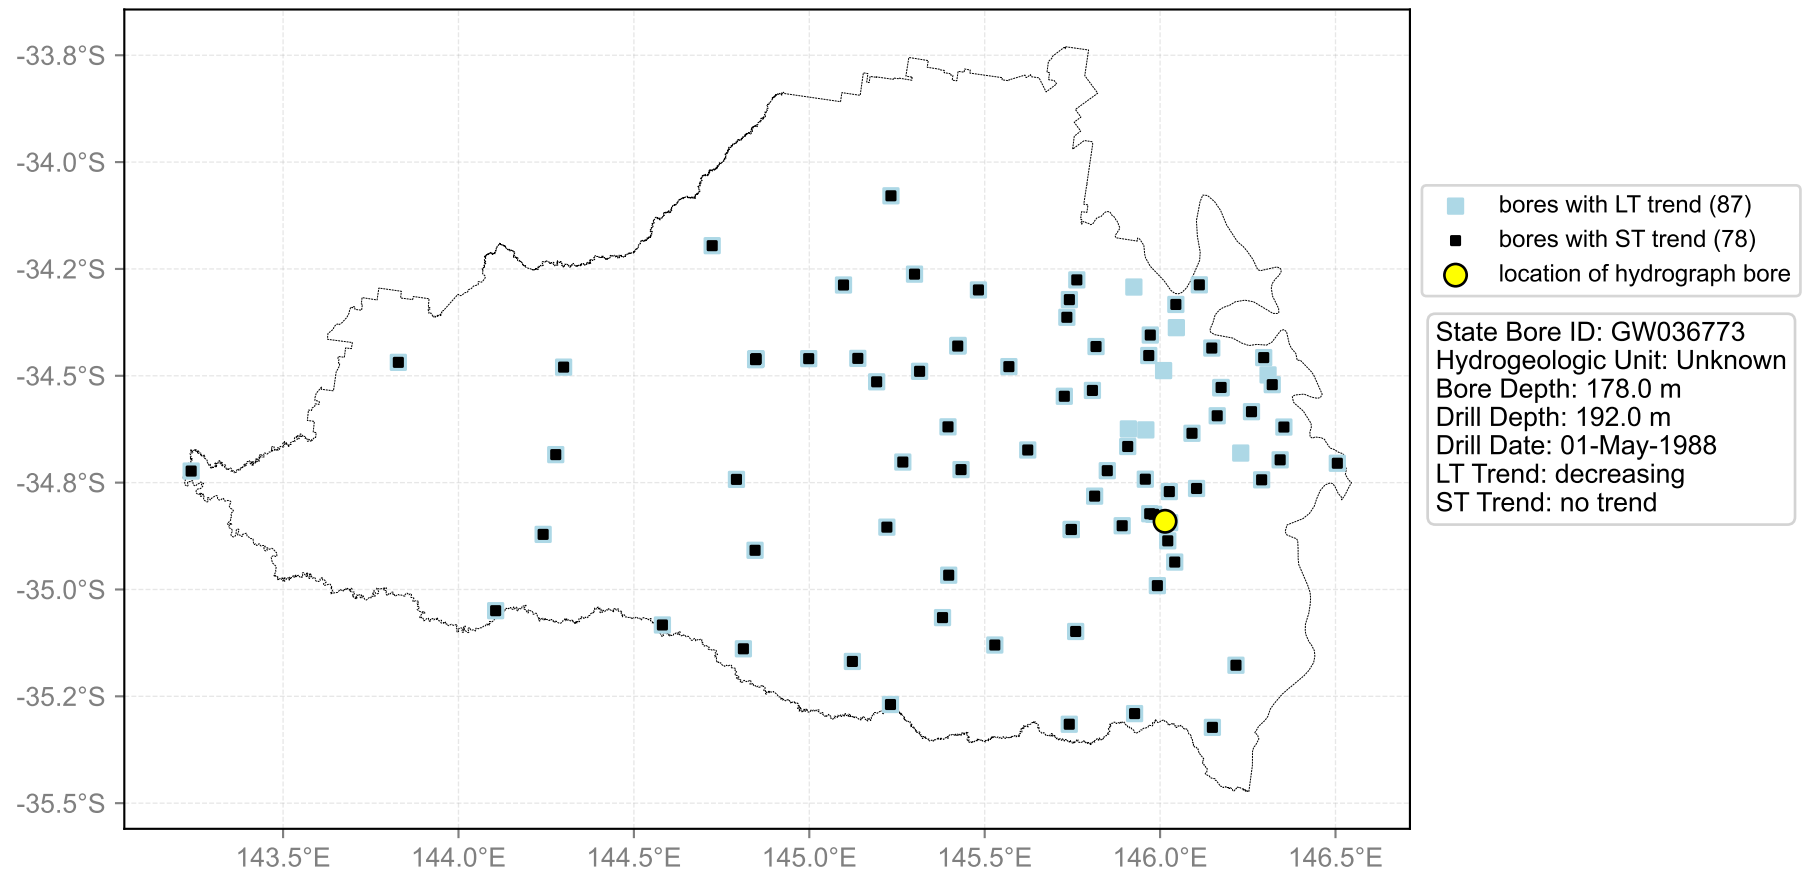 -33.8°S
-34.0°S
-34.2°S
-34.5°S
-34.8°S
-35.0°S
-35.2°S
-35.5°S
143.5°E
144.0°E
144.5°E
145.0°E
145.5°E
146.0°E
146.5°E
bores with LT trend (87)
bores with ST trend (78)
location of hydrograph bore
State Bore ID: GW036773
Hydrogeologic Unit: Unknown
Bore Depth: 178.0 m
Drill Depth: 192.0 m
Drill Date: 01-May-1988
LT Trend: decreasing
ST Trend: no trend